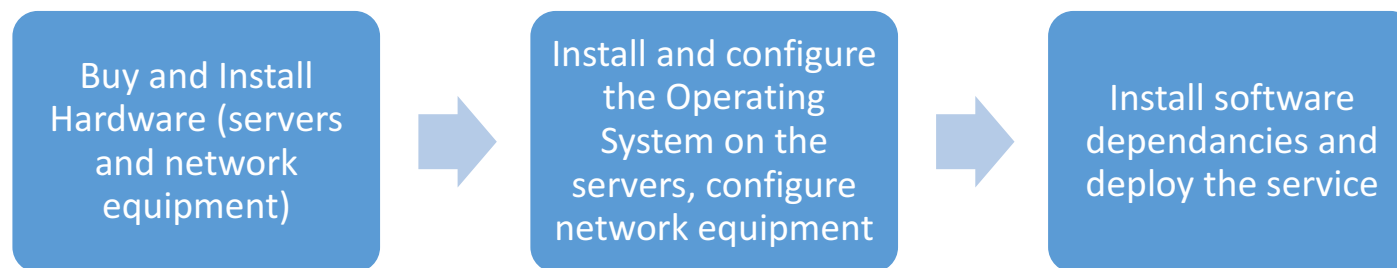 Buy and Install
Hardware (servers
and network
equipment)
Install and configure
the Operating
System on the
servers, configure
network equipment
Install software
dependancies and
deploy the service